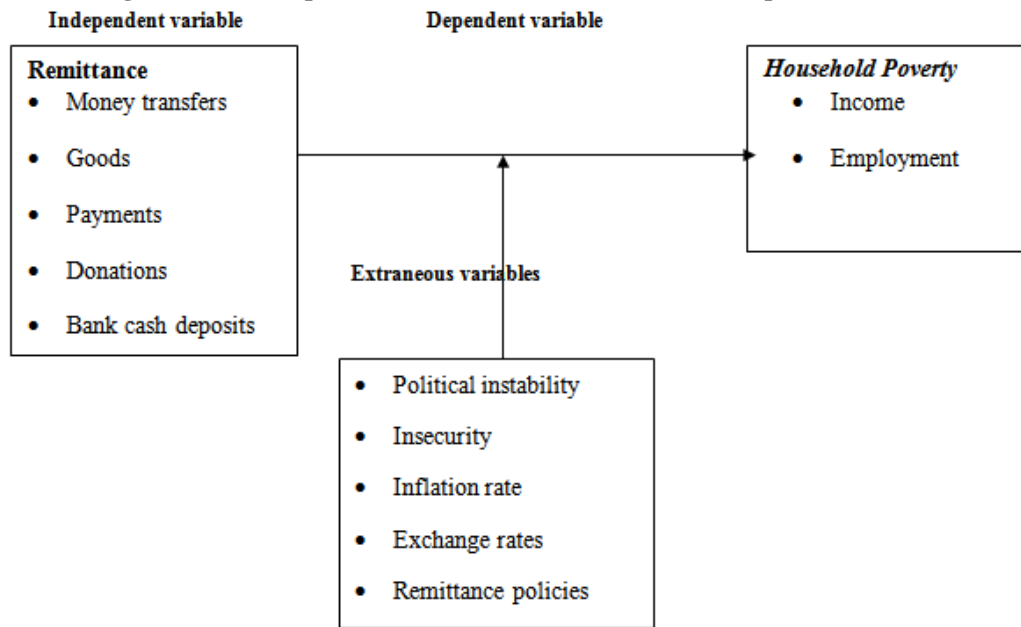 Independent variable
Dependent variable
Remittance
• Money transfers
• Goods
• Payments
• Donations
• Bank cash deposits
Household Poverty
• Income
• Employment
Extraneous variables
• Political instability
• Insecurity
• Inflation rate
• Exchange rates
• Remittance policies